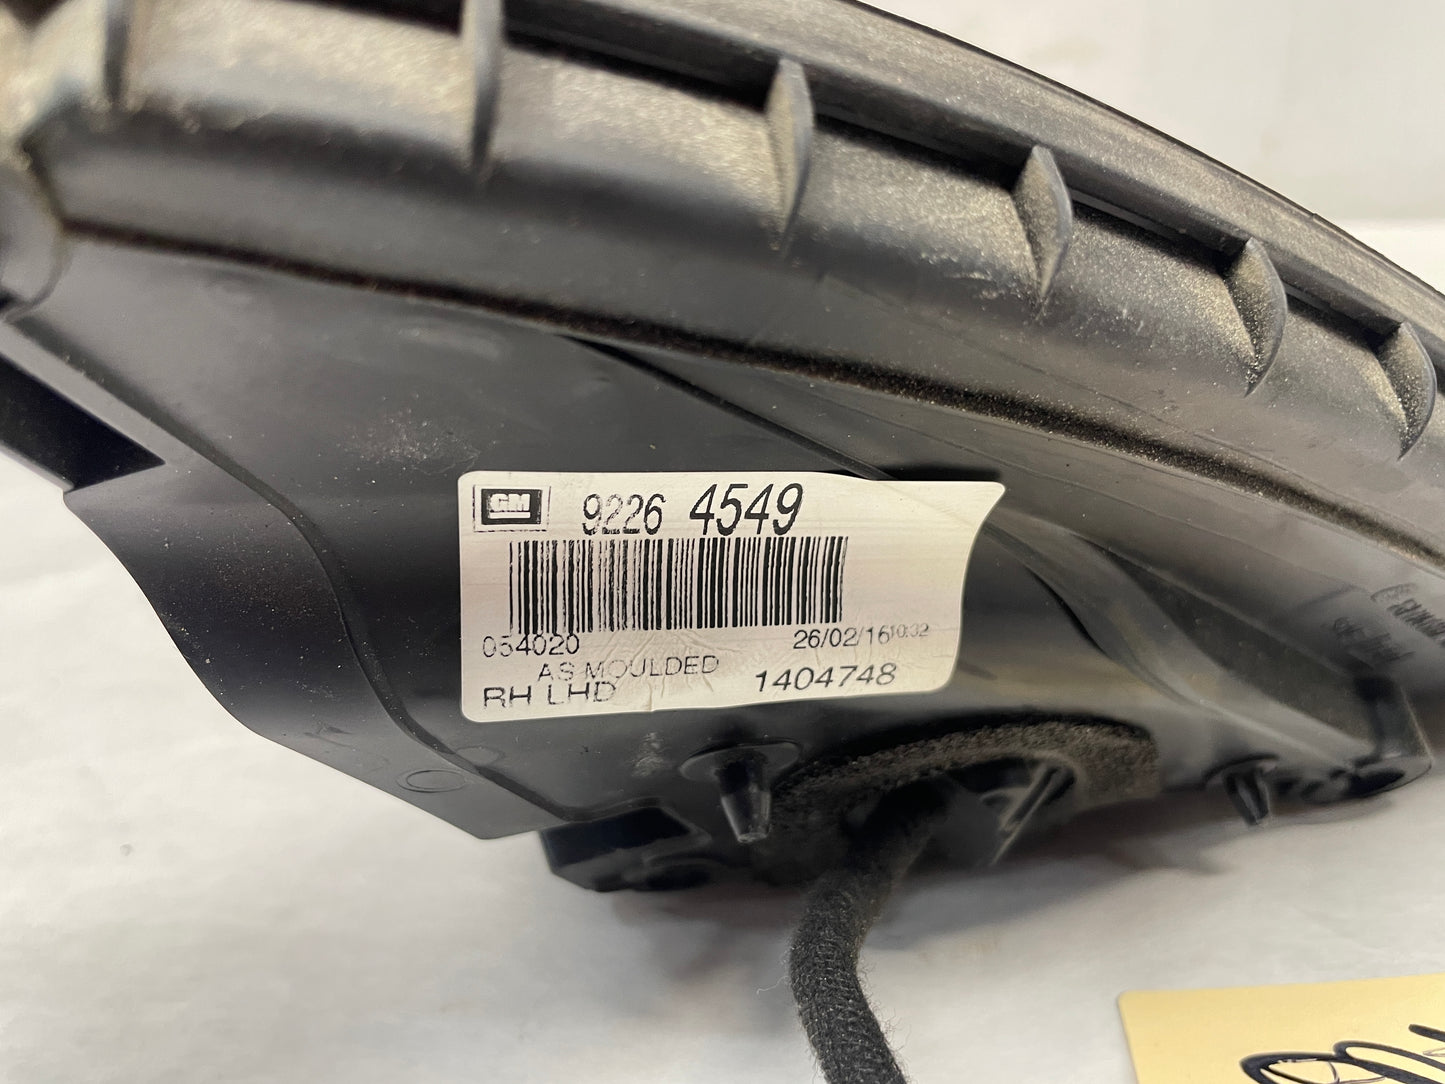 GM 9226 4549
054020 26/02/16 10:32
AS MOULDED
RH LHD 1404748